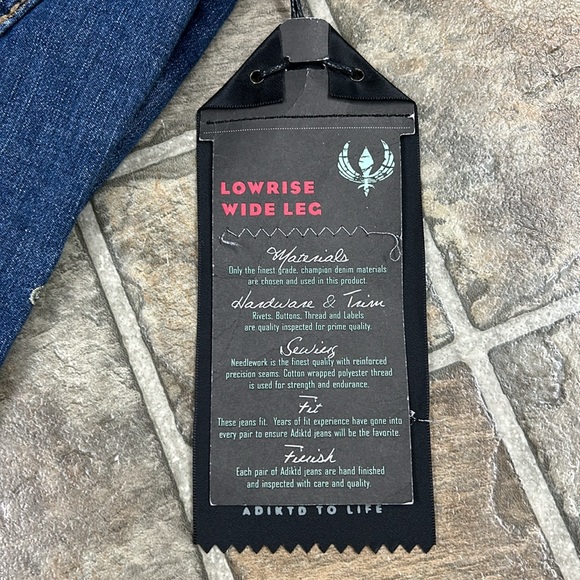 LOWRISE
WIDE LEG
Materials
Only the finest grade, champion denim materials
are chosen and used in this product.
Hardware & Trim
Rivets, Buttons, Thread and Labels
are quality inspected for prime quality.
Sewing
Needlework is the finest quality with reinforced
precision seams. Cotton wrapped polyester thread
is used for strength and endurance.
Fit
These jeans fit. Years of fit experience have gone into
every pair to ensure Adiktd jeans will be the favorite.
Finish
Each pair of Adiktd jeans are hand finished
and inspected with care and quality.
ADIKTD TO LIFE